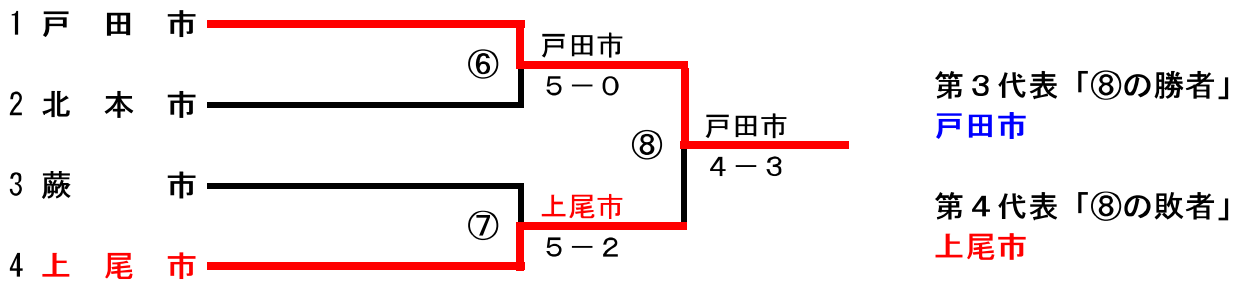 1 戸田市
⑥
戸田市
5－0
2 北本市
⑧
戸田市
4－3
3 蕨市
⑦
上尾市
5－2
4 上尾市
第3代表「⑧の勝者」
戸田市
第4代表「⑧の敗者」
上尾市